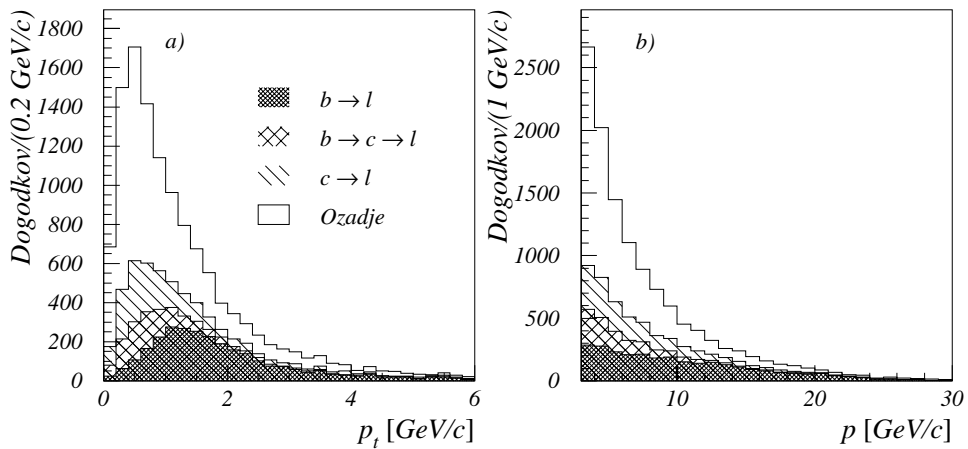 Dogodkov/(0.2 GeV/c)
1800
1600
1400
1200
1000
800
600
400
200
0
a)
b → l
b → c → l
c → l
Ozadje
0
2
4
6
p_t [GeV/c]
Dogodkov/(1 GeV/c)
2500
2000
1500
1000
500
0
b)
10
20
30
p [GeV/c]